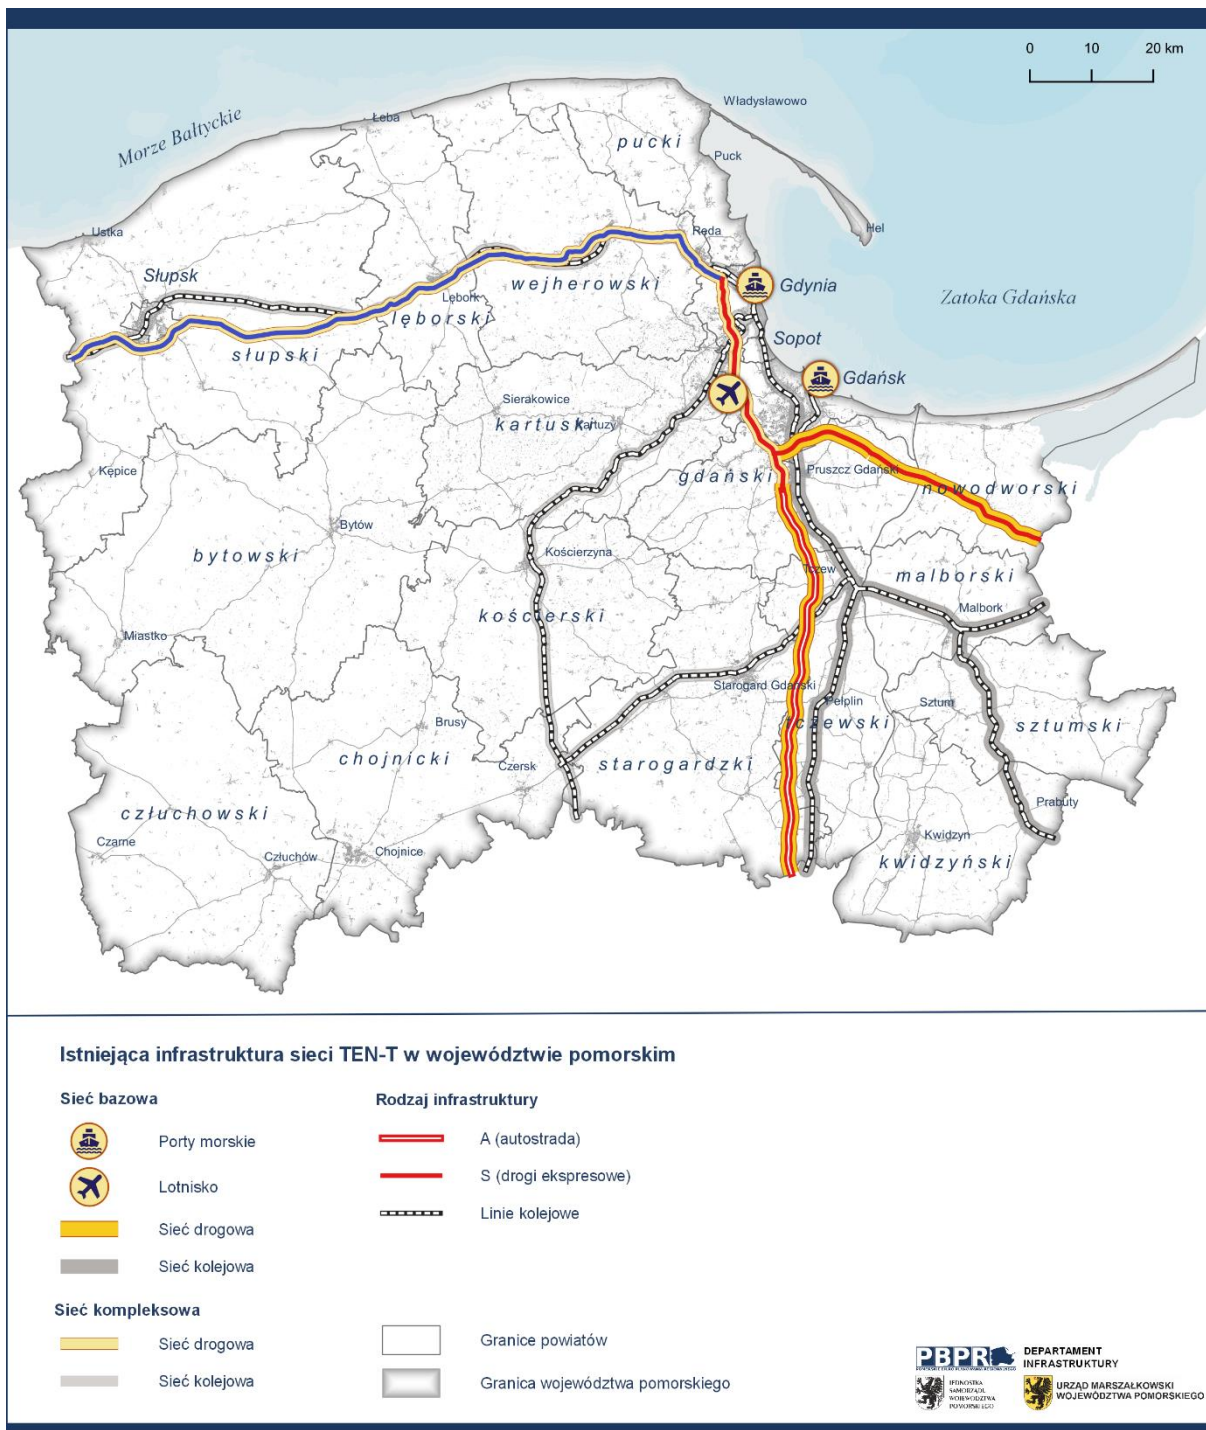 0 10 20 km
Władysławowo
Morze Bałtyckie
Łeba
pucki
Puck
Ustka
Reda
Hel
Słupsk
wejherowski
Gdynia
Zatoka Gdańska
Lębork
lęborski
Sopot
słupski
Gdańsk
Sierakowice
kartuski
Kartuzy
Kępice
gdański
Pruszcz Gdański
nowodworski
Bytów
bytowski
Kościerzyna
Tczew
malborski
Malbork
kościerski
Miastko
Starogard Gdański
Pelplin
Sztum
Brusy
tczewski
sztumski
chojnicki
Czersk
starogardzki
człuchowski
Prabuty
Czarne
Człuchów
Chojnice
Kwidzyn
kwidzyński
Istniejąca infrastruktura sieci TEN-T w województwie pomorskim
Sieć bazowa
Porty morskie
Lotnisko
Sieć drogowa
Sieć kolejowa
Sieć kompleksowa
Sieć drogowa
Sieć kolejowa
Rodzaj infrastruktury
A (autostrada)
S (drogi ekspresowe)
Linie kolejowe
Granice powiatów
Granica województwa pomorskiego
PBPR
DEPARTAMENT
INFRASTRUKTURY
JEDNOSTKA
SAMORZĄDU
WOJEWÓDZTWA
POMORSKIEGO
URZĄD MARSZAŁKOWSKI
WOJEWÓDZTWA POMORSKIEGO